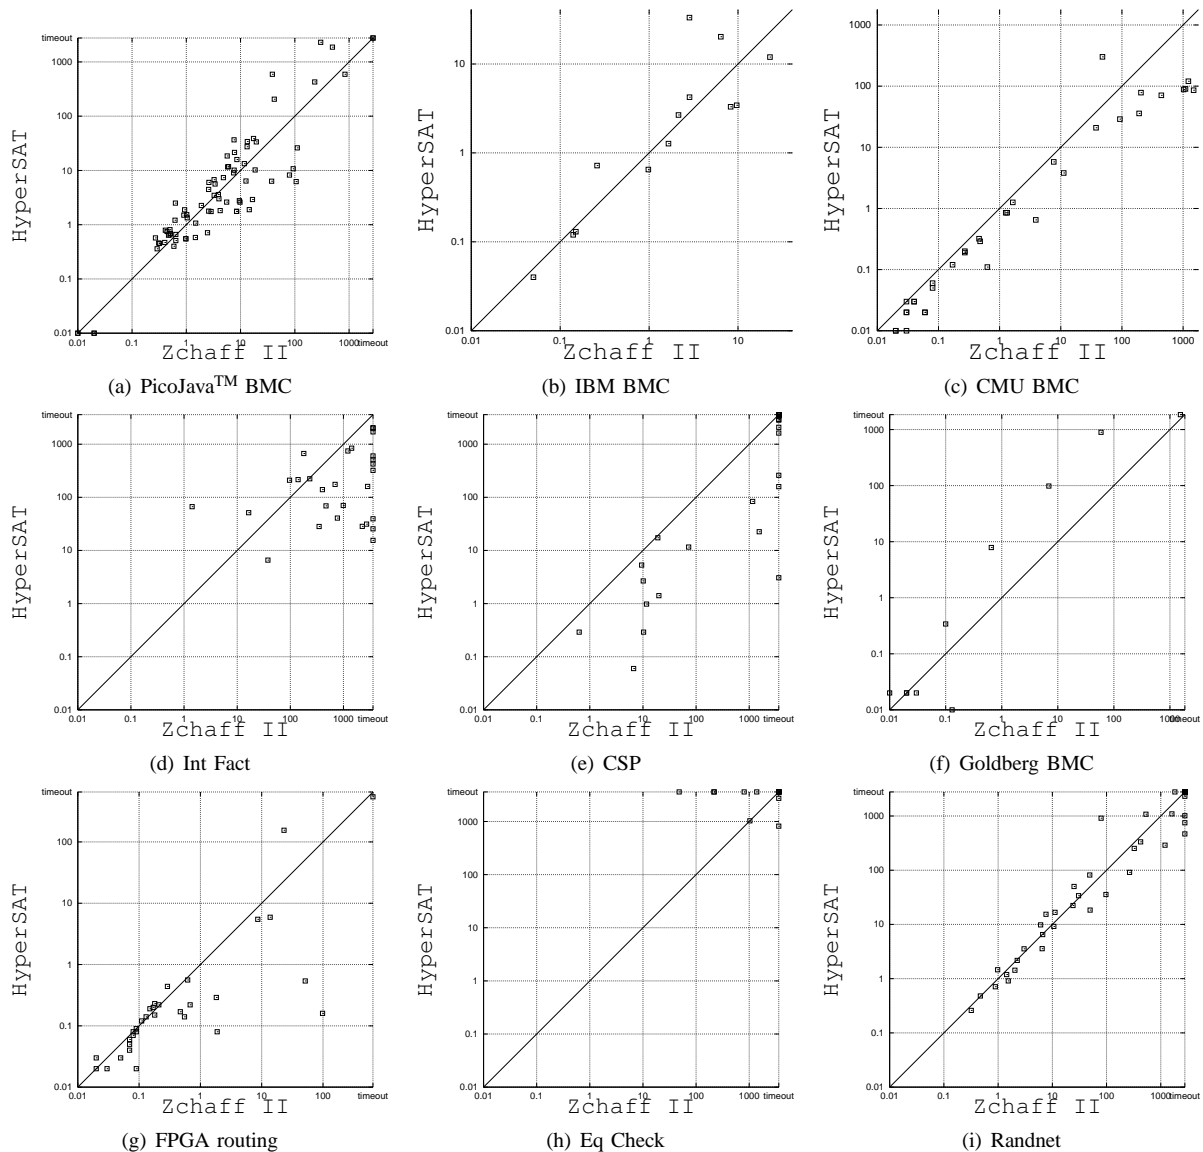 timeout
1000
100
10
1
0.1
0.01
0.01 0.1 1 10 100 1000 timeout
HyperSAT
Zchaff II
(a) PicoJava™ BMC
10
1
0.1
0.01
0.01 0.1 1 10
HyperSAT
Zchaff II
(b) IBM BMC
1000
100
10
1
0.1
0.01
0.01 0.1 1 10 100 1000
HyperSAT
Zchaff II
(c) CMU BMC
timeout
1000
100
10
1
0.1
0.01
0.01 0.1 1 10 100 1000 timeout
HyperSAT
Zchaff II
(d) Int Fact
timeout
1000
100
10
1
0.1
0.01
0.01 0.1 1 10 100 1000 timeout
HyperSAT
Zchaff II
(e) CSP
timeout
1000
100
10
1
0.1
0.01
0.01 0.1 1 10 100 1000 timeout
HyperSAT
Zchaff II
(f) Goldberg BMC
timeout
100
10
1
0.1
0.01
0.01 0.1 1 10 100 timeout
HyperSAT
Zchaff II
(g) FPGA routing
timeout
1000
100
10
1
0.1
0.01
0.01 0.1 1 10 100 1000 timeout
HyperSAT
Zchaff II
(h) Eq Check
timeout
1000
100
10
1
0.1
0.01
0.01 0.1 1 10 100 1000 timeout
HyperSAT
Zchaff II
(i) Randnet